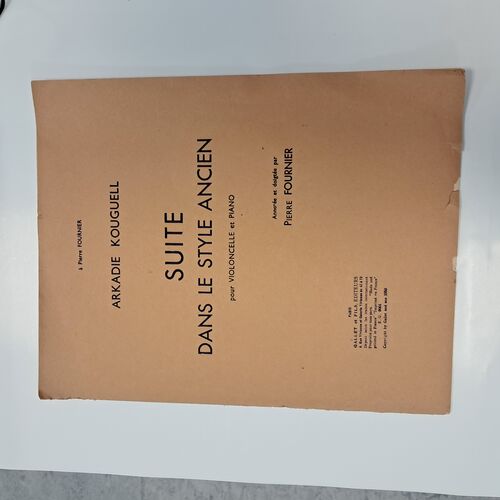 à Pierre FOURNIER
ARKADIE KOUGUELL
SUITE
DANS LE STYLE ANCIEN
pour VIOLONCELLE et PIANO
Annotée et doigtée par
PIERRE FOURNIER
PARIS
GALLET et FILS EDITEURS